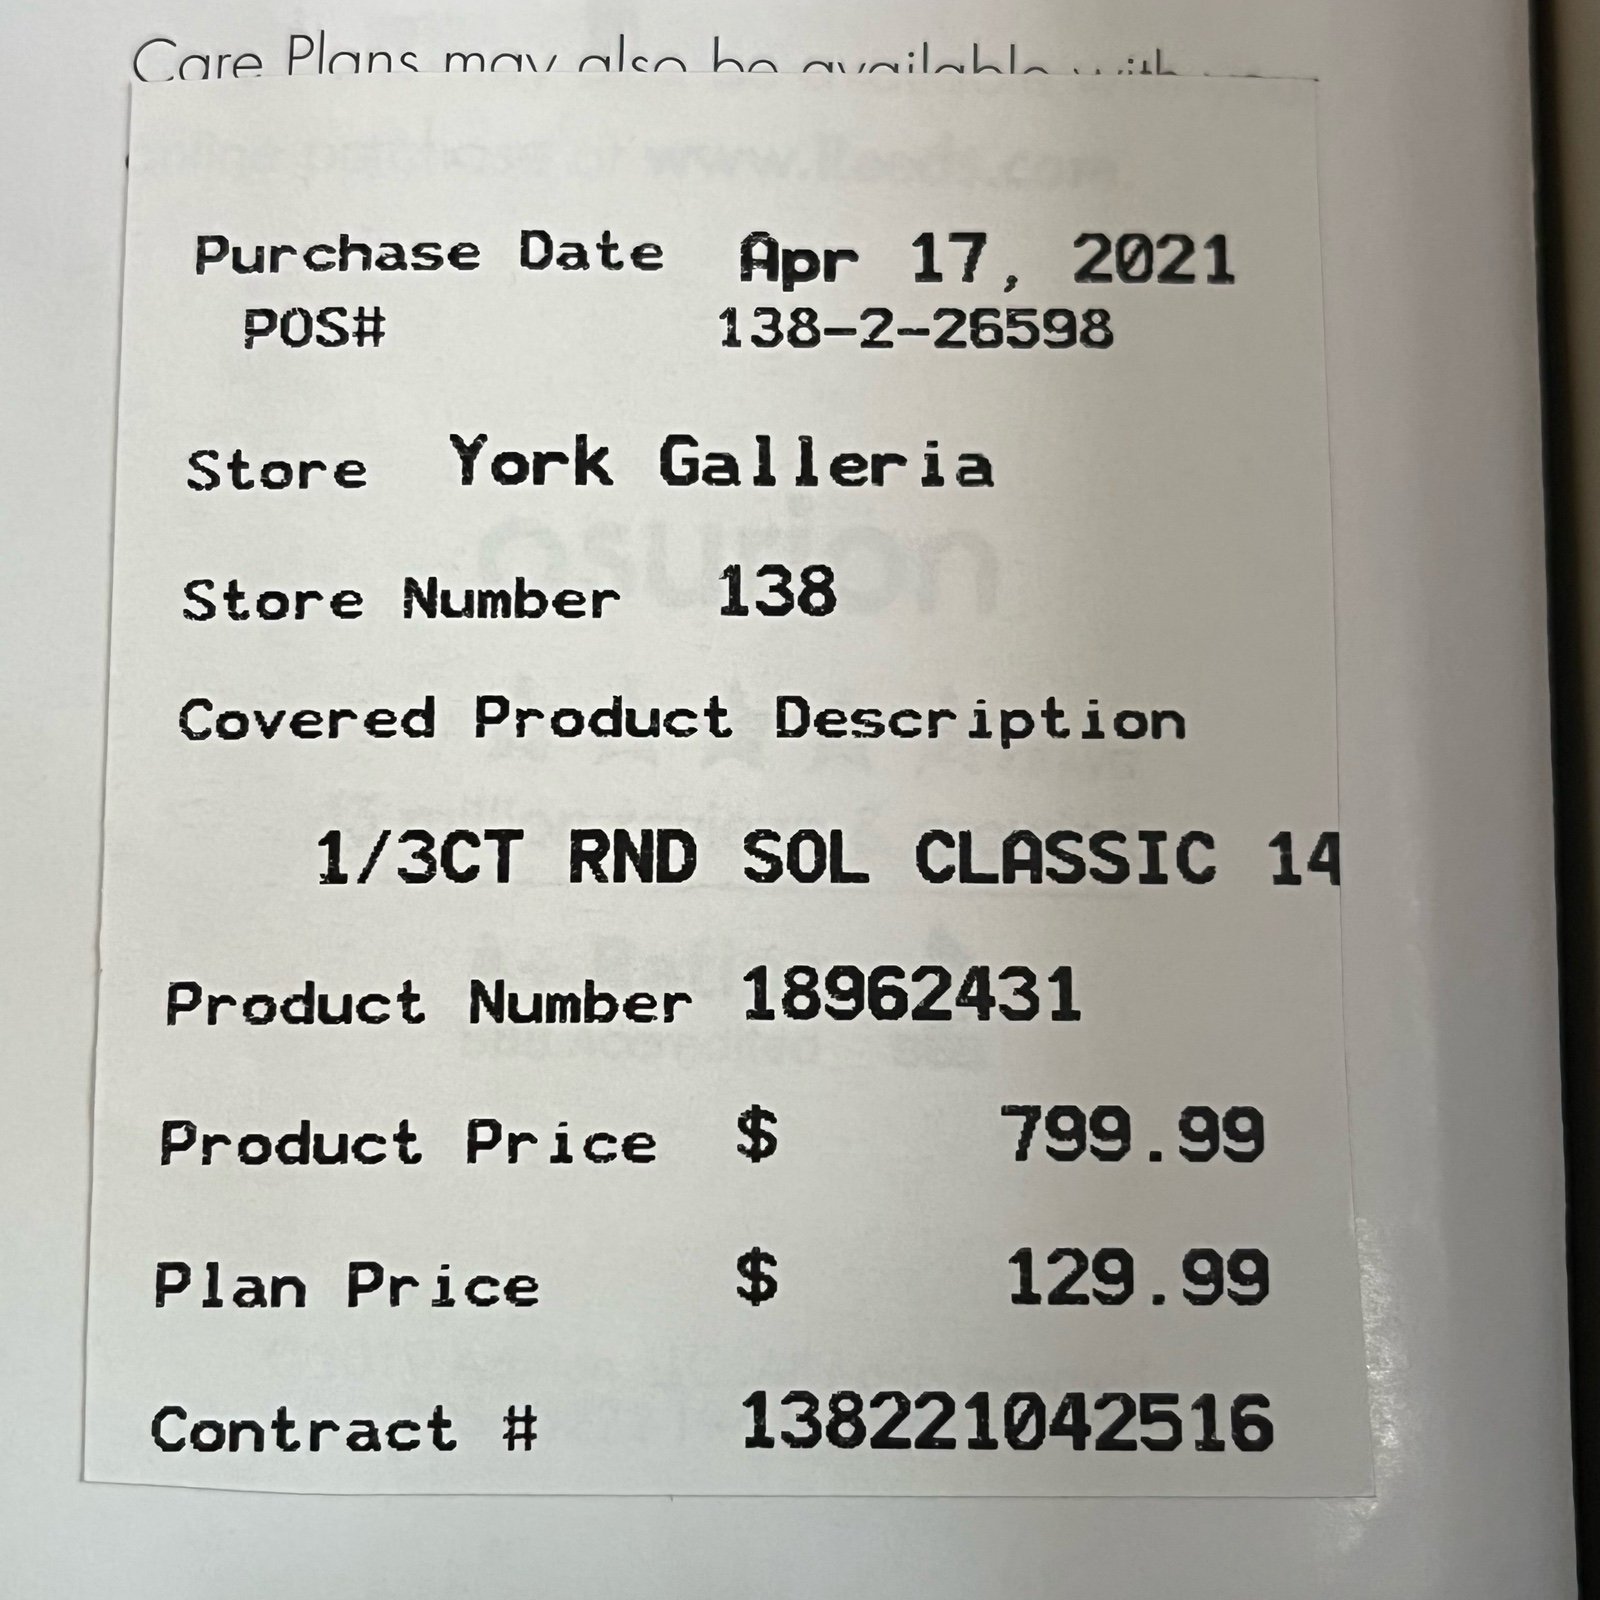 Care Plans may also be available with
Purchase Date Apr 17, 2021
POS# 138-2-26598
Store York Galleria
Store Number 138
Covered Product Description
1/3CT RND SOL CLASSIC 14
Product Number 18962431
Product Price $ 799.99
Plan Price $ 129.99
Contract # 138221042516